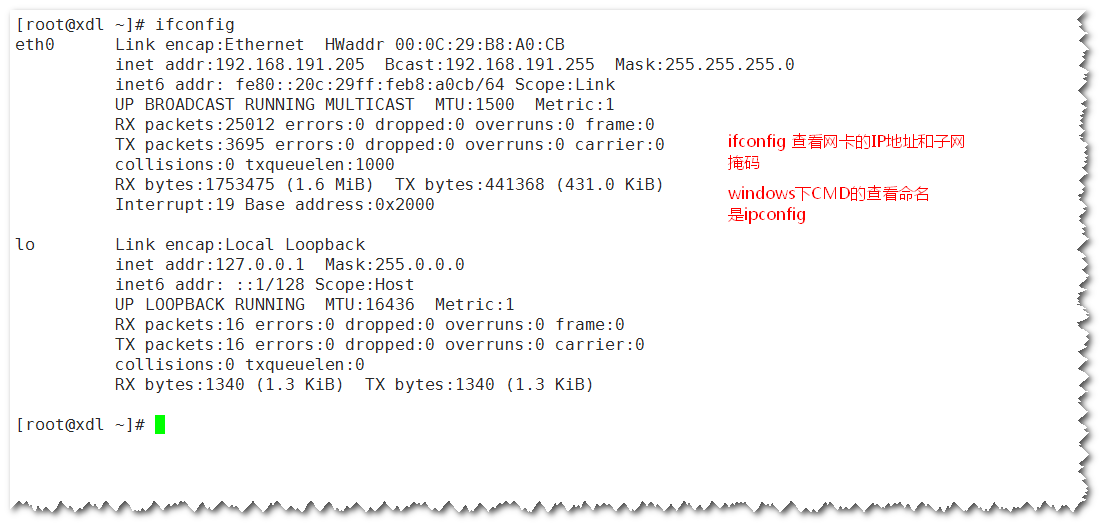 [root@xdl ~]# ifconfig
eth0      Link encap:Ethernet  HWaddr 00:0C:29:B8:A0:CB
          inet addr:192.168.191.205  Bcast:192.168.191.255  Mask:255.255.255.0
          inet6 addr: fe80::20c:29ff:feb8:a0cb/64 Scope:Link
          UP BROADCAST RUNNING MULTICAST  MTU:1500  Metric:1
          RX packets:25012 errors:0 dropped:0 overruns:0 frame:0
          TX packets:3695 errors:0 dropped:0 overruns:0 carrier:0
          collisions:0 txqueuelen:1000
          RX bytes:1753475 (1.6 MiB)  TX bytes:441368 (431.0 KiB)
          Interrupt:19 Base address:0x2000
ifconfig 查看网卡的IP地址和子网
掩码
windows下CMD的查看命名
是ipconfig
lo        Link encap:Local Loopback
          inet addr:127.0.0.1  Mask:255.0.0.0
          inet6 addr: ::1/128 Scope:Host
          UP LOOPBACK RUNNING  MTU:16436  Metric:1
          RX packets:16 errors:0 dropped:0 overruns:0 frame:0
          TX packets:16 errors:0 dropped:0 overruns:0 carrier:0
          collisions:0 txqueuelen:0
          RX bytes:1340 (1.3 KiB)  TX bytes:1340 (1.3 KiB)
[root@xdl ~]#